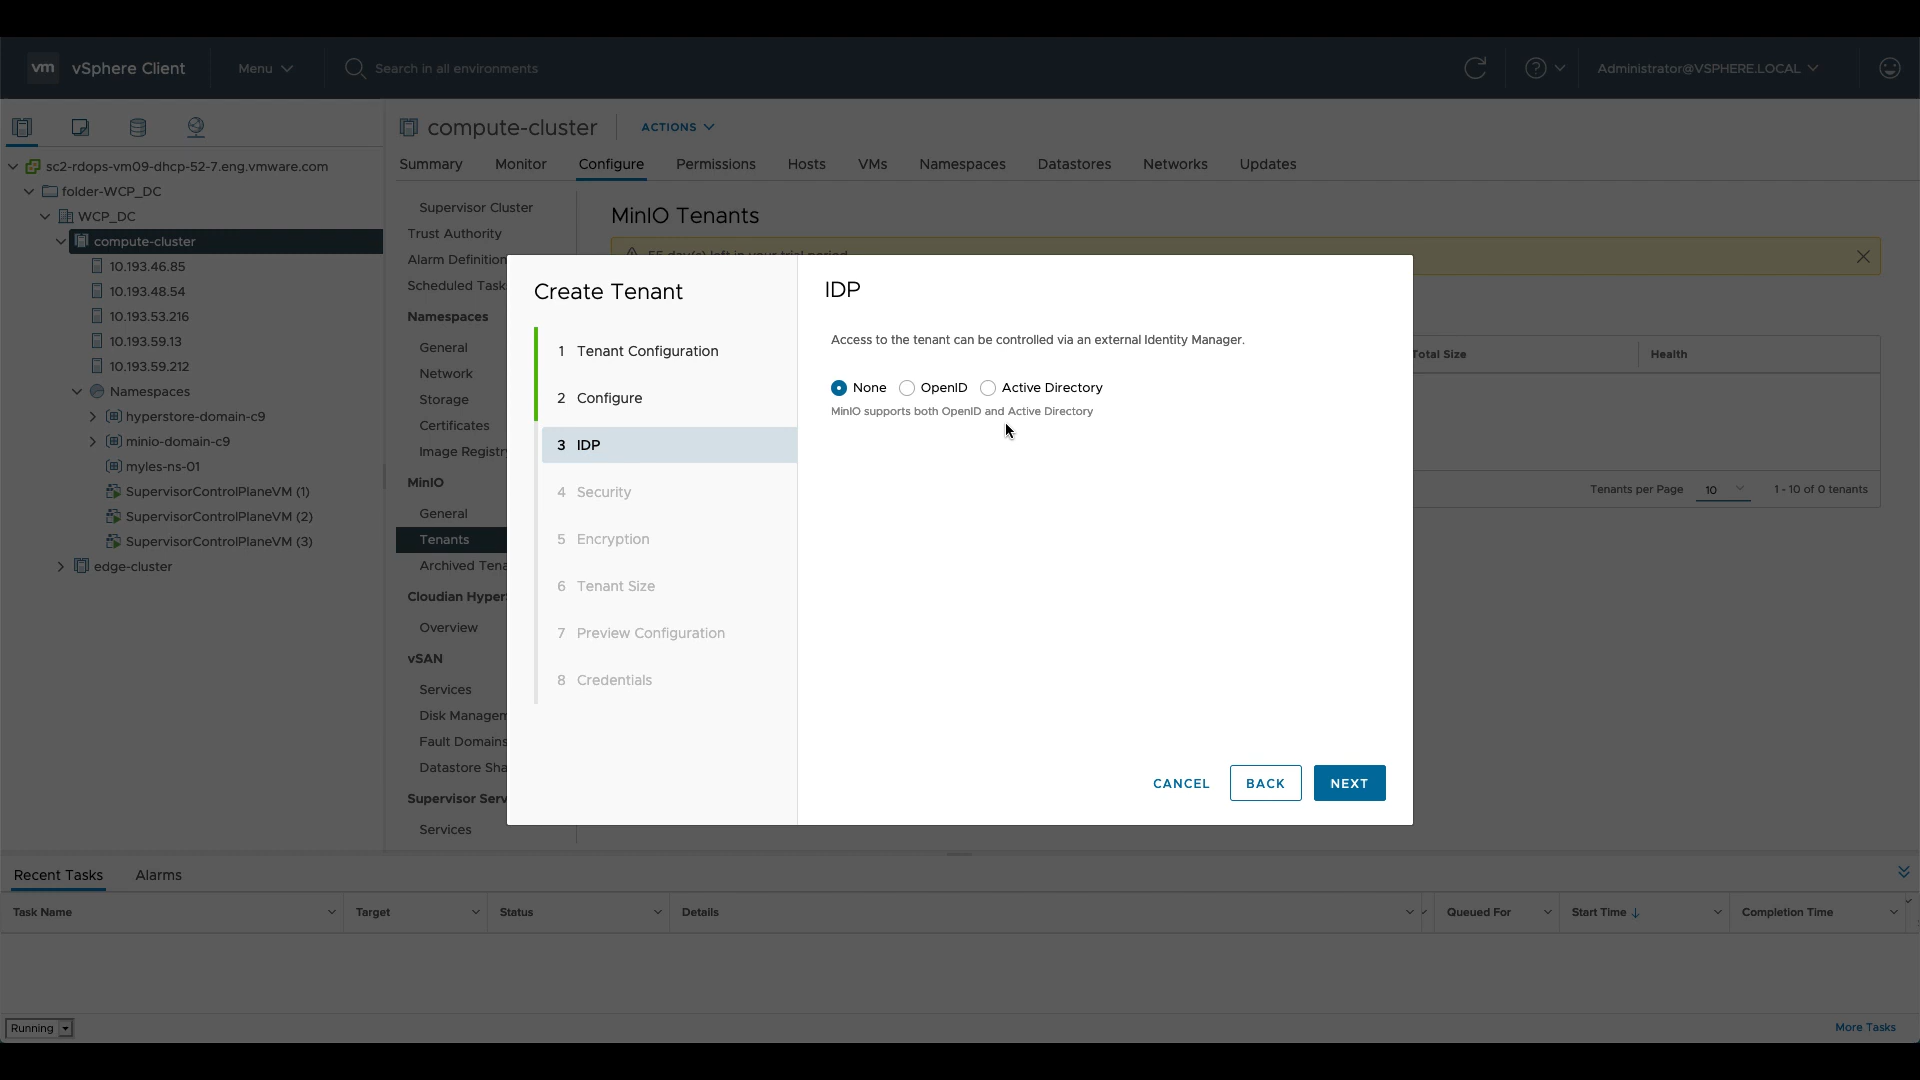 vm vSphere Client Menu Search in all environments Administrator@VSPHERE.LOCAL
compute-cluster ACTIONS
Summary Monitor Configure Permissions Hosts VMs Namespaces Datastores Networks Updates
sc2-rdops-vm09-dhcp-52-7.eng.vmware.com
folder-WCP_DC
WCP_DC
compute-cluster
10.193.46.85
10.193.48.54
10.193.53.216
10.193.59.13
10.193.59.212
Namespaces
hyperstore-domain-c9
minio-domain-c9
myles-ns-01
SupervisorControlPlaneVM (1)
SupervisorControlPlaneVM (2)
SupervisorControlPlaneVM (3)
edge-cluster
Supervisor Cluster
Trust Authority
Alarm Definition
Scheduled Task
Namespaces
General
Network
Storage
Certificates
Image Registr
MinIO
General
Tenants
Archived Tena
Cloudian Hyper
Overview
vSAN
Services
Disk Managem
Fault Domains
Datastore Sha
Supervisor Serv
Services
MinIO Tenants
55 day(s) left in your trial period
Total Size Health
Tenants per Page 10 1 - 10 of 0 tenants
Create Tenant
1 Tenant Configuration
2 Configure
3 IDP
4 Security
5 Encryption
6 Tenant Size
7 Preview Configuration
8 Credentials
IDP
Access to the tenant can be controlled via an external Identity Manager.
None OpenID Active Directory
MinIO supports both OpenID and Active Directory
CANCEL BACK NEXT
Recent Tasks Alarms
Task Name Target Status Details Queued For Start Time Completion Time
Running More Tasks